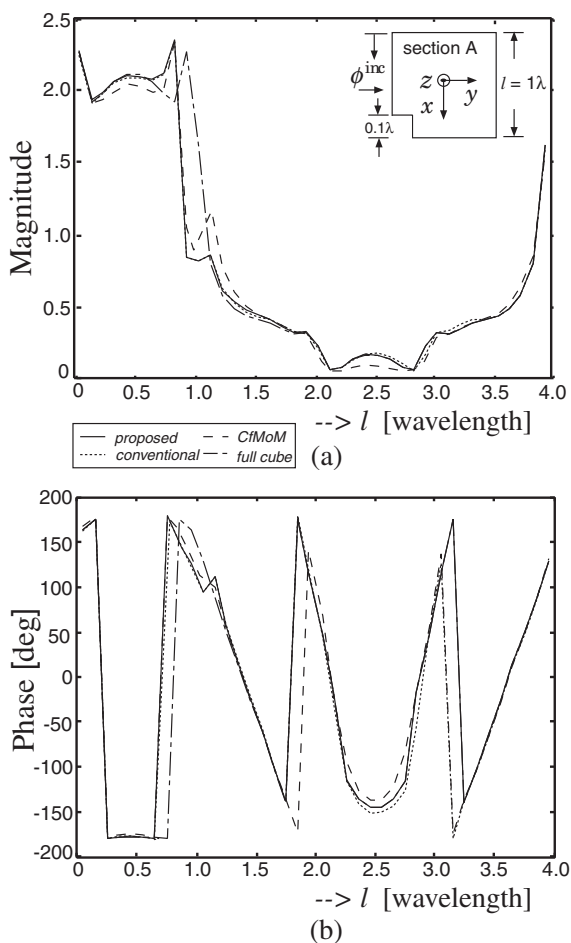 (a)
2.5
2.0
1.5
1.0
0.5
0
Magnitude
section A
ϕ^inc
z
y
x
l = 1λ
0.1λ
0.0 0.5 1.0 1.5 2.0 2.5 3.0 3.5 4.0
--> l [wavelength]
proposed CfMoM
conventional full cube
(a)
200
150
100
50
0
-50
-100
-150
-200
Phase [deg]
0.0 0.5 1.0 1.5 2.0 2.5 3.0 3.5 4.0
--> l [wavelength]
(b)